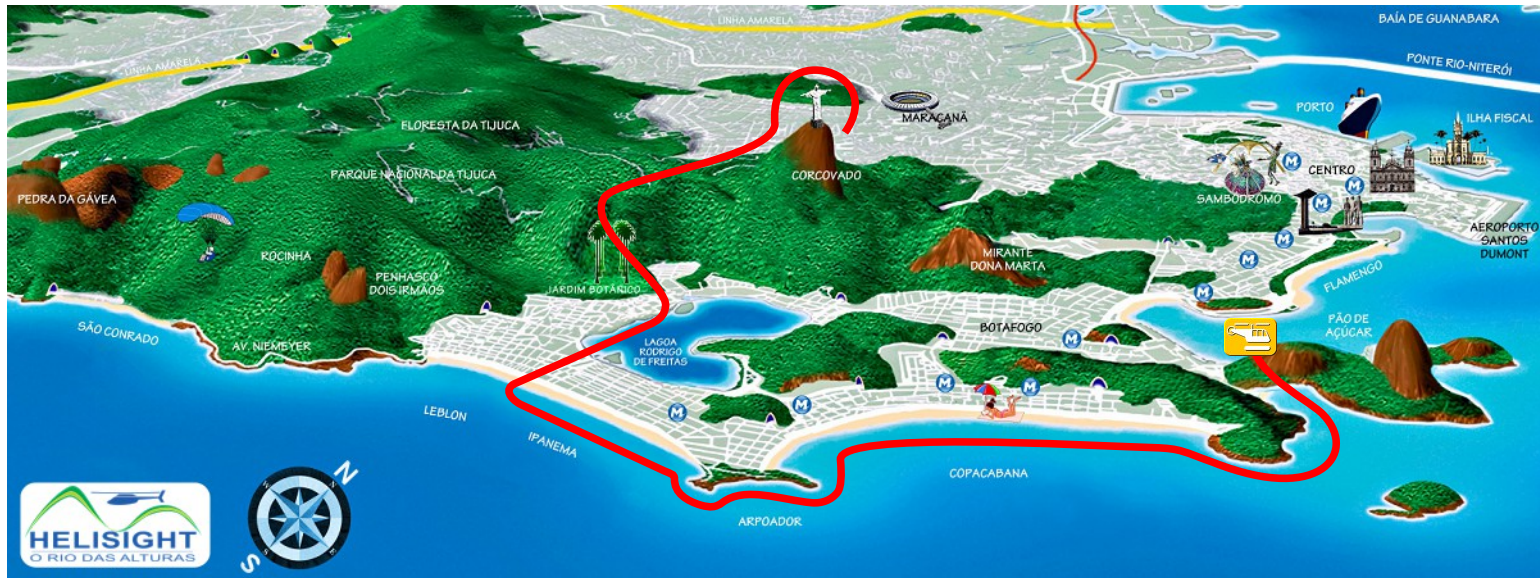 LINHA AMARELA
BAÍA DE GUANABARA
LINHA AMARELA
PONTE RIO-NITERÓI
PORTO
ILHA FISCAL
MARACANÃ
FLORESTA DA TIJUCA
CENTRO
M
PARQUE NACIONAL DA TIJUCA
CORCOVADO
M
PEDRA DA GÁVEA
SAMBÓDROMO
M
AEROPORTO
SANTOS
DUMONT
M
ROCINHA
MIRANTE
DONA MARTA
M
PENHASCO
DOIS IRMÃOS
JARDIM BOTÂNICO
FLAMENGO
M
SÃO CONRADO
BOTAFOGO
PÃO DE
AÇÚCAR
AV. NIEMEYER
LAGOA
RODRIGO
DE FREITAS
M
M
M
LEBLON
M
M
IPANEMA
COPACABANA
ARPOADOR
N
S
HELISIGHT
O RIO DAS ALTURAS